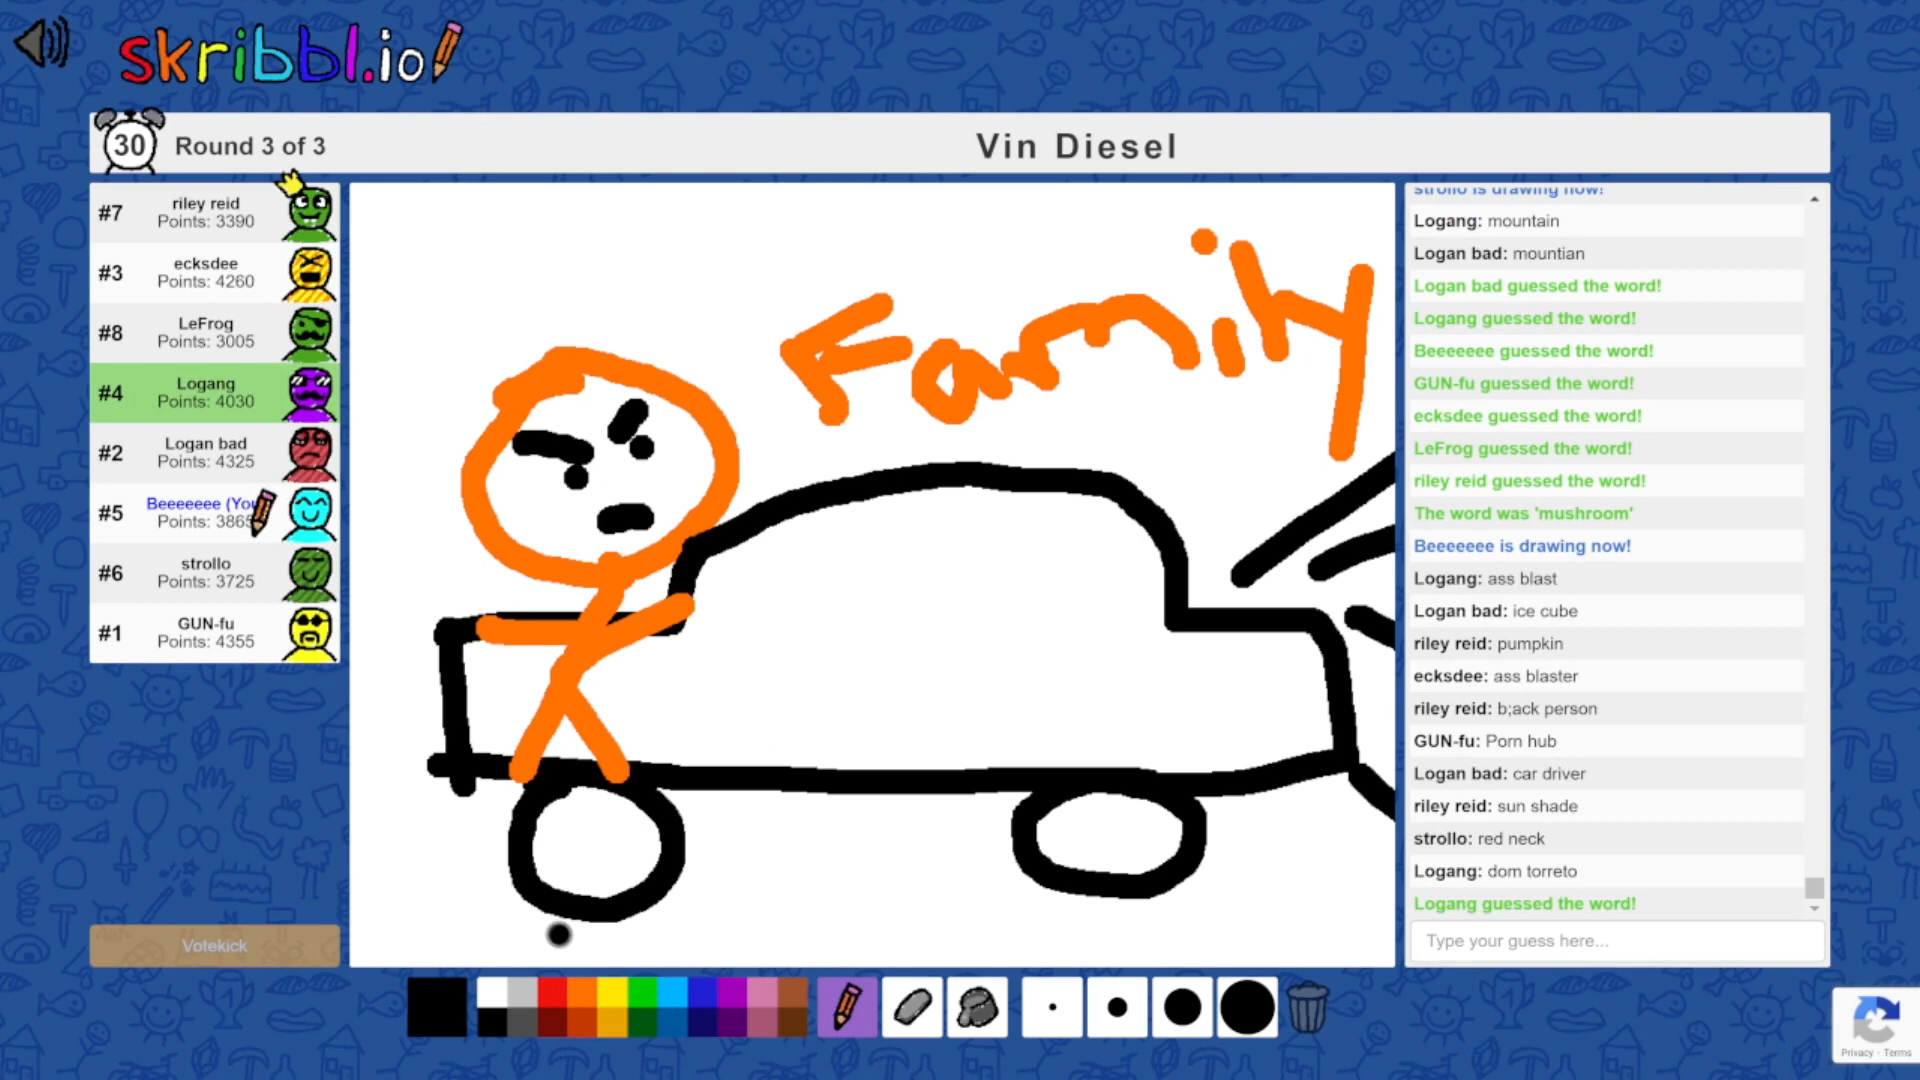 skribbl.io
30
Round 3 of 3
Vin Diesel
#7
riley reid
Points: 3390
#3
ecksdee
Points: 4260
#8
LeFrog
Points: 3005
#4
Logang
Points: 4030
#2
Logan bad
Points: 4325
#5
Beeeeeee (You
Points: 3865
#6
strollo
Points: 3725
#1
GUN-fu
Points: 4355
Votekick
Family
strollo is drawing now!
Logang: mountain
Logan bad: mountian
Logan bad guessed the word!
Logang guessed the word!
Beeeeeee guessed the word!
GUN-fu guessed the word!
ecksdee guessed the word!
LeFrog guessed the word!
riley reid guessed the word!
The word was 'mushroom'
Beeeeeee is drawing now!
Logang: ass blast
Logan bad: ice cube
riley reid: pumpkin
ecksdee: ass blaster
riley reid: b;ack person
GUN-fu: Porn hub
Logan bad: car driver
riley reid: sun shade
strollo: red neck
Logang: dom torreto
Logang guessed the word!
Type your guess here...
Privacy - Terms